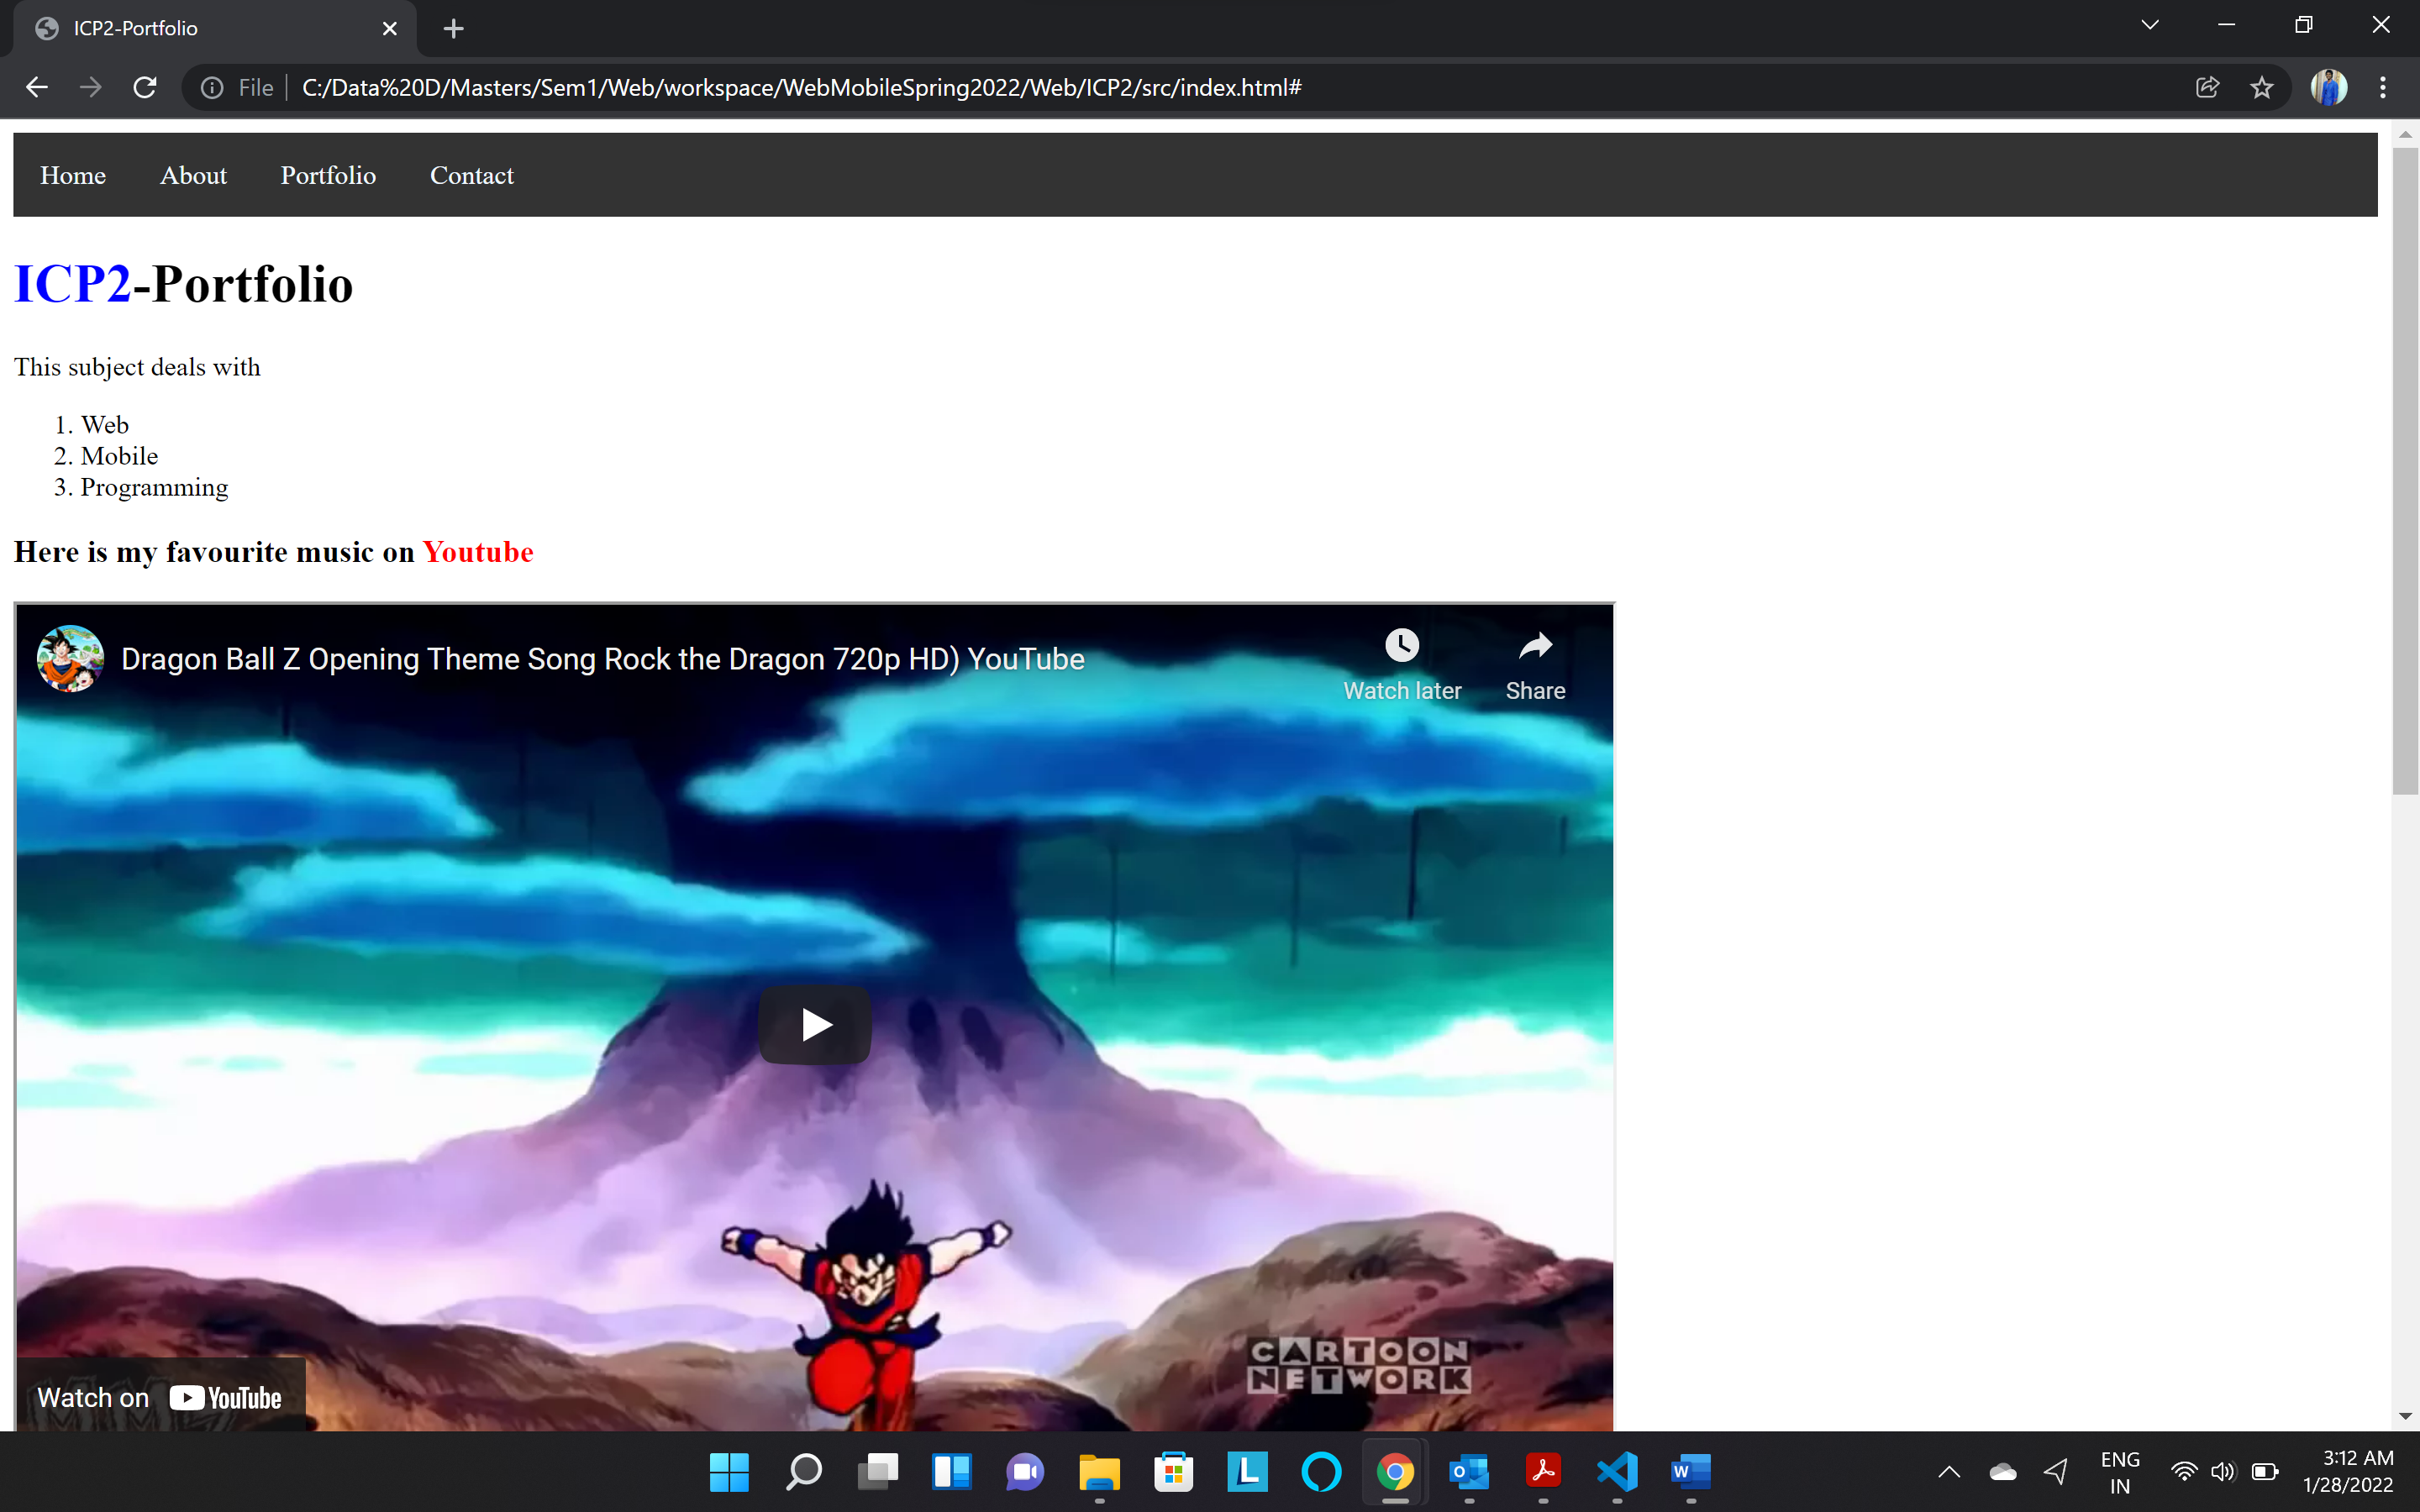 ICP2-Portfolio
File
C:/Data%20D/Masters/Sem1/Web/workspace/WebMobileSpring2022/Web/ICP2/src/index.html#
Home About Portfolio Contact
ICP2-Portfolio
This subject deals with
1. Web
2. Mobile
3. Programming
Here is my favourite music on Youtube
Dragon Ball Z Opening Theme Song Rock the Dragon 720p HD) YouTube
Watch later Share
CARTOON
NETWORK
Watch on YouTube
ENG
IN
3:12 AM
1/28/2022